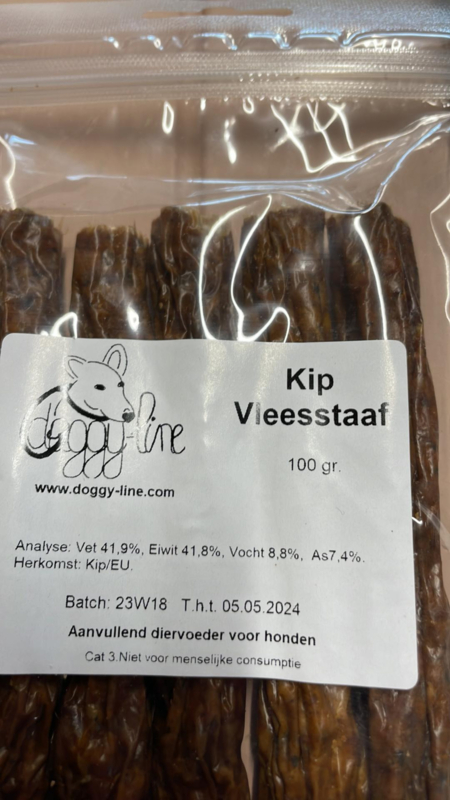 doggy-line
www.doggy-line.com
Kip
Vleesstaaf
100 gr.
Analyse: Vet 41,9%, Eiwit 41,8%, Vocht 8,8%, As7,4%.
Herkomst: Kip/EU.
Batch: 23W18 T.h.t. 05.05.2024
Aanvullend diervoeder voor honden
Cat 3.Niet voor menselijke consumptie